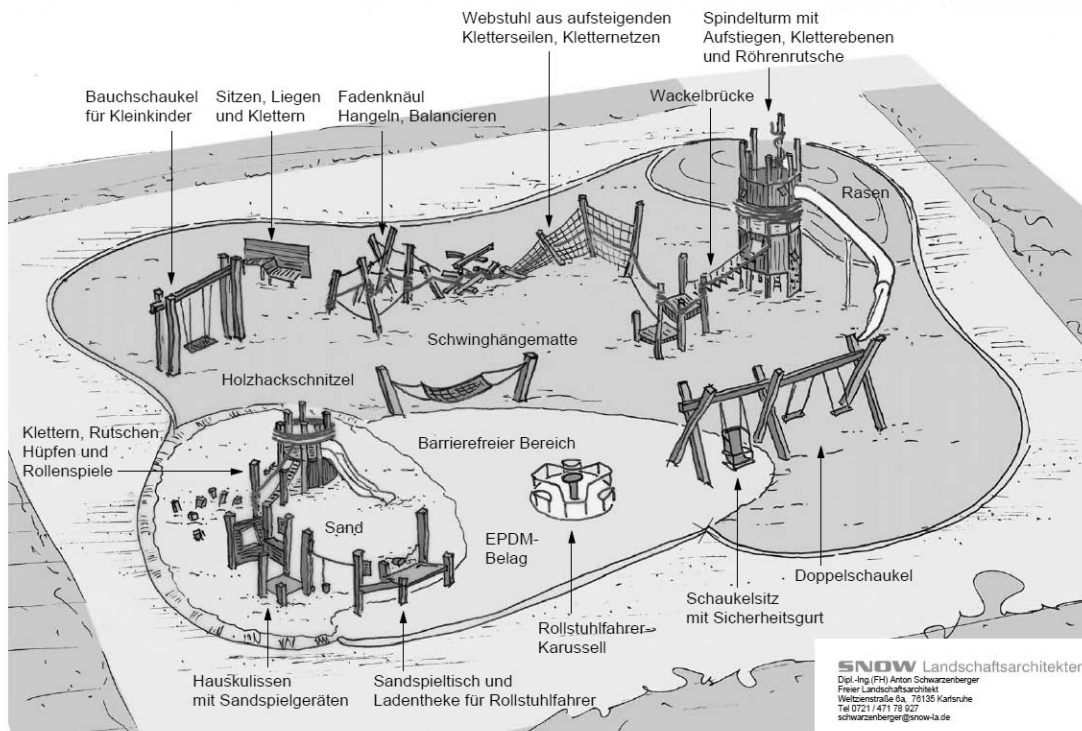 Webstuhl aus aufsteigenden
Kletterseilen, Kletternetzen
Spindelturm mit
Aufstiegen, Kletterebenen
und Röhrenrutsche
Bauchschaukel
für Kleinkinder
Sitzen, Liegen
und Klettern
Fadenknäul
Hangeln, Balancieren
Wackelbrücke
Rasen
Schwinghängematte
Holzhackschnitzel
Klettern, Rutschen,
Hüpfen und
Rollenspiele
Barrierefreier Bereich
Sand
EPDM-
Belag
Doppelschaukel
Schaukelsitz
mit Sicherheitsgurt
Rollstuhlfahrer-
Karussell
Hauskulissen
mit Sandspielgeräten
Sandspieltisch und
Ladentheke für Rollstuhlfahrer
SNOW Landschaftsarchitekten
Dipl.-Ing.(FH) Anton Schwarzenberger
Freier Landschaftsarchitekt
Weltzienstraße 6a, 76135 Karlsruhe
Tel 0721 / 471 78 927
schwarzenberger@snow-la.de